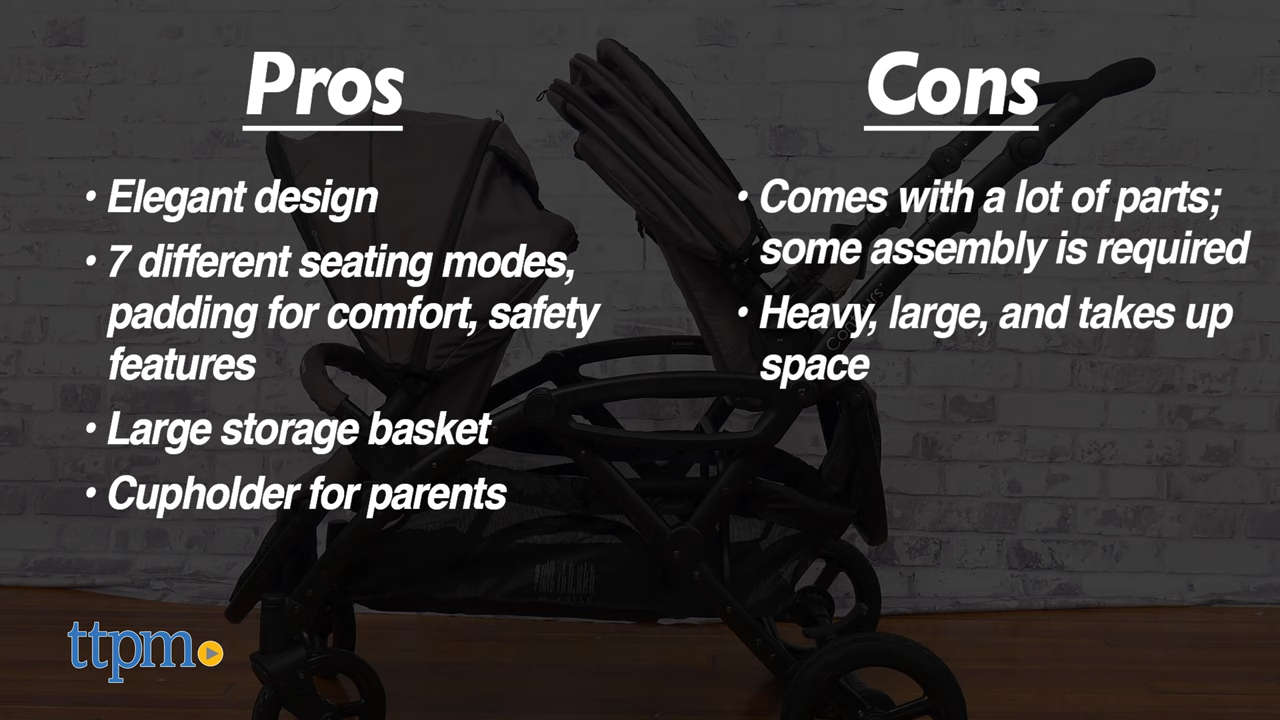 Pros
• Elegant design
• 7 different seating modes,
padding for comfort, safety
features
• Large storage basket
• Cupholder for parents
Cons
• Comes with a lot of parts;
some assembly is required
• Heavy, large, and takes up
space
Contours
ttpm